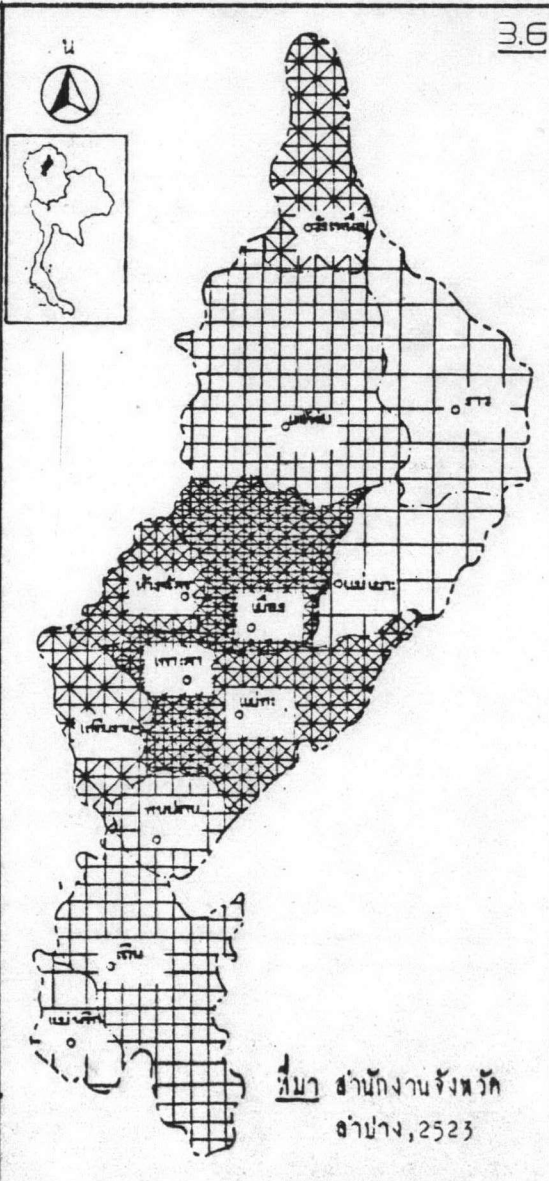 3.6
น
วังเหนือ
แจ้ห่ม
งาว
ห้างฉัตร
แม่เมาะ
เมือง
เกาะคา
แม่ทะ
เสริมงาม
สบปราบ
เถิน
แม่พริก
ที่มา สำนักงานจังหวัด
ลำปาง,2523